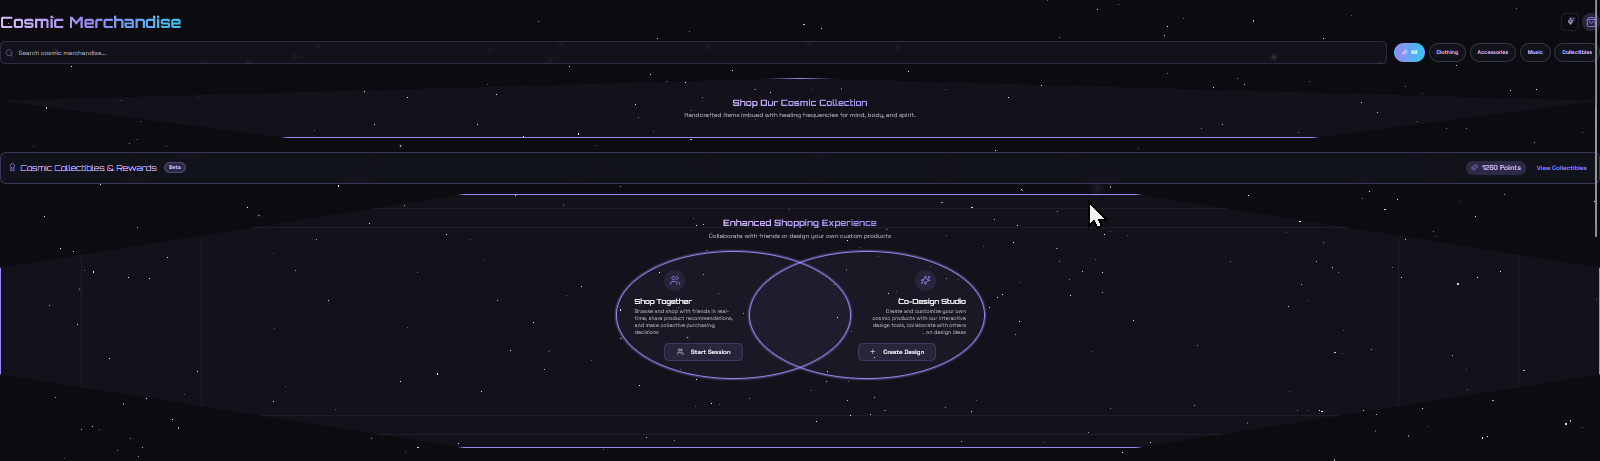 Cosmic Merchandise
Search cosmic merchandise...
All
Clothing
Accessories
Music
Collectibles
Shop Our Cosmic Collection
Handcrafted items imbued with healing frequencies for mind, body, and spirit.
Cosmic Collectibles & Rewards
Beta
1250 Points
View Collectibles
Enhanced Shopping Experience
Collaborate with friends or design your own custom products
Shop Together
Browse and shop with friends in real-
time, share product recommendations,
and make collective purchasing
decisions
Start Session
Co-Design Studio
Create and customize your own
cosmic products with our interactive
design tools, collaborate with others
on design ideas
Create Design